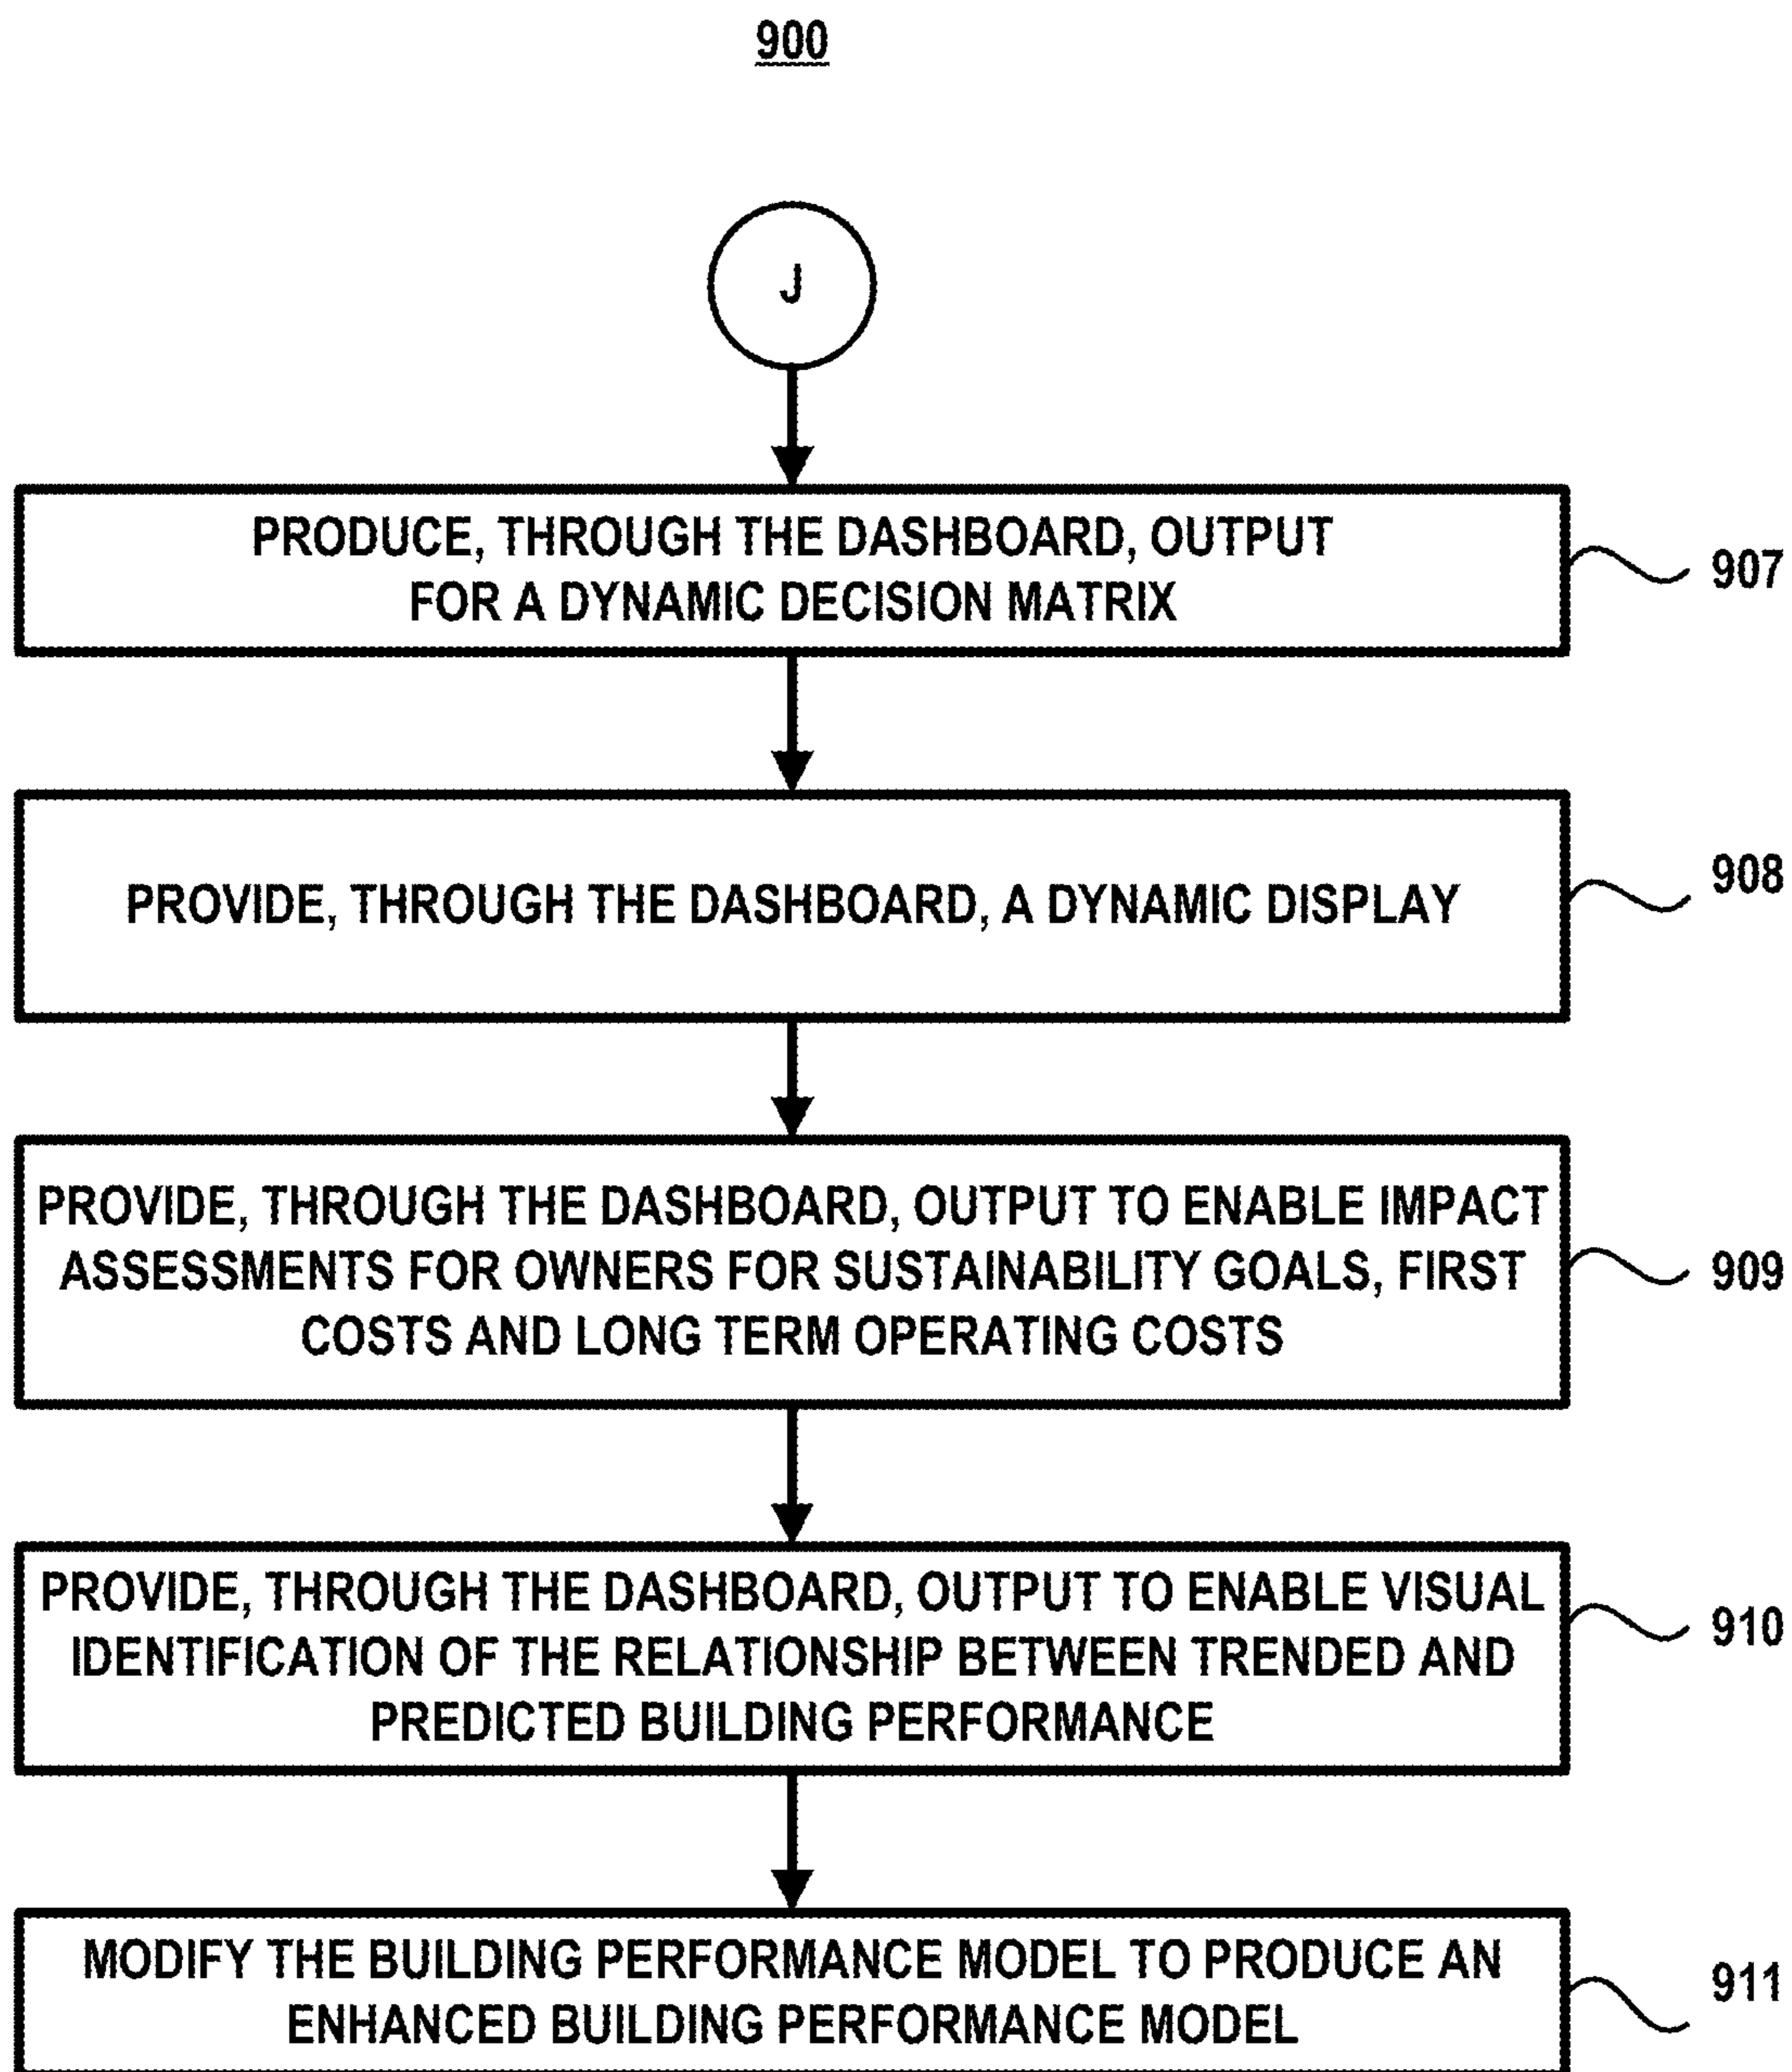 900
J
PRODUCE, THROUGH THE DASHBOARD, OUTPUT
FOR A DYNAMIC DECISION MATRIX
907
PROVIDE, THROUGH THE DASHBOARD, A DYNAMIC DISPLAY
908
PROVIDE, THROUGH THE DASHBOARD, OUTPUT TO ENABLE IMPACT
ASSESSMENTS FOR OWNERS FOR SUSTAINABILITY GOALS, FIRST
COSTS AND LONG TERM OPERATING COSTS
909
PROVIDE, THROUGH THE DASHBOARD, OUTPUT TO ENABLE VISUAL
IDENTIFICATION OF THE RELATIONSHIP BETWEEN TRENDED AND
PREDICTED BUILDING PERFORMANCE
910
MODIFY THE BUILDING PERFORMANCE MODEL TO PRODUCE AN
ENHANCED BUILDING PERFORMANCE MODEL
911